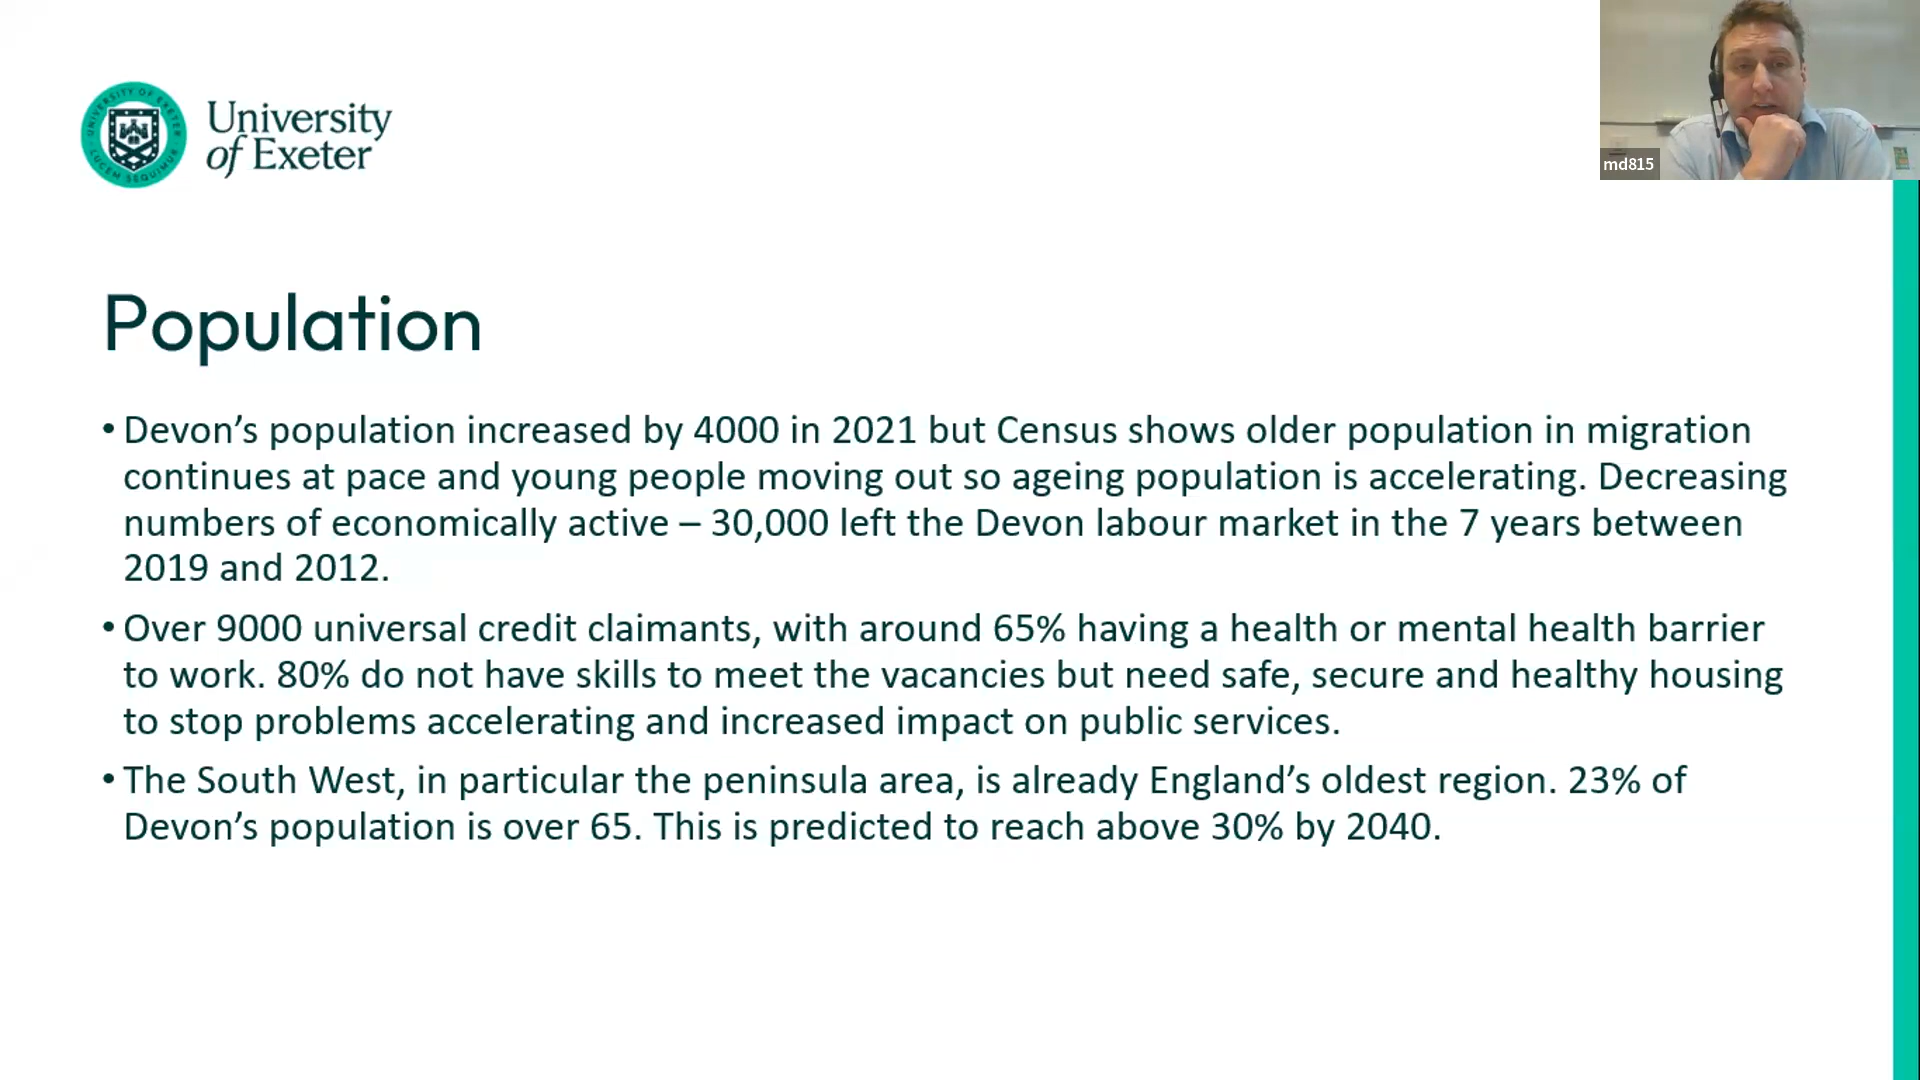 UNIVERSITY OF EXETER
LUCEM SEQUIMUR
University
of Exeter
md815
Population
• Devon’s population increased by 4000 in 2021 but Census shows older population in migration
continues at pace and young people moving out so ageing population is accelerating. Decreasing
numbers of economically active – 30,000 left the Devon labour market in the 7 years between
2019 and 2012.
• Over 9000 universal credit claimants, with around 65% having a health or mental health barrier
to work. 80% do not have skills to meet the vacancies but need safe, secure and healthy housing
to stop problems accelerating and increased impact on public services.
• The South West, in particular the peninsula area, is already England’s oldest region. 23% of
Devon’s population is over 65. This is predicted to reach above 30% by 2040.